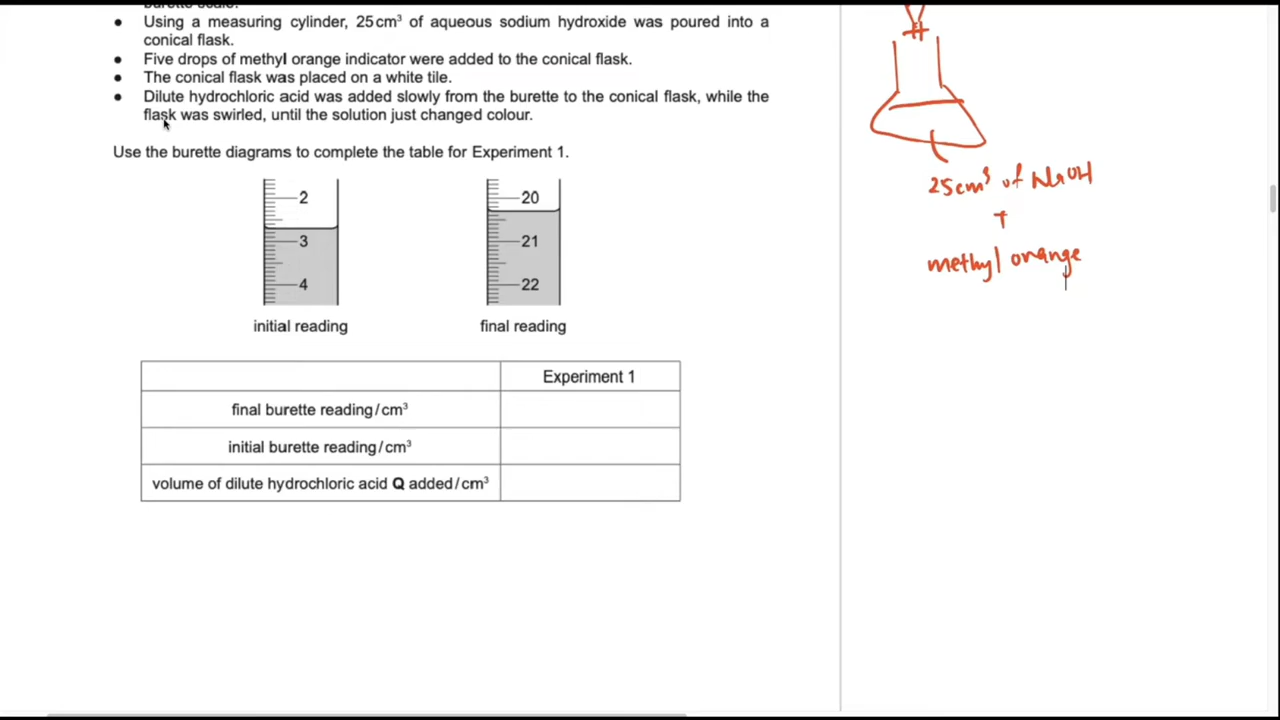 burette scale.
● Using a measuring cylinder, 25 cm³ of aqueous sodium hydroxide was poured into a
conical flask.
● Five drops of methyl orange indicator were added to the conical flask.
● The conical flask was placed on a white tile.
● Dilute hydrochloric acid was added slowly from the burette to the conical flask, while the
flask was swirled, until the solution just changed colour.
Use the burette diagrams to complete the table for Experiment 1.
2
3
4
initial reading
20
21
22
final reading
Experiment 1
final burette reading/cm³
initial burette reading/cm³
volume of dilute hydrochloric acid Q added/cm³
25cm³ of NaOH
+
methyl orange